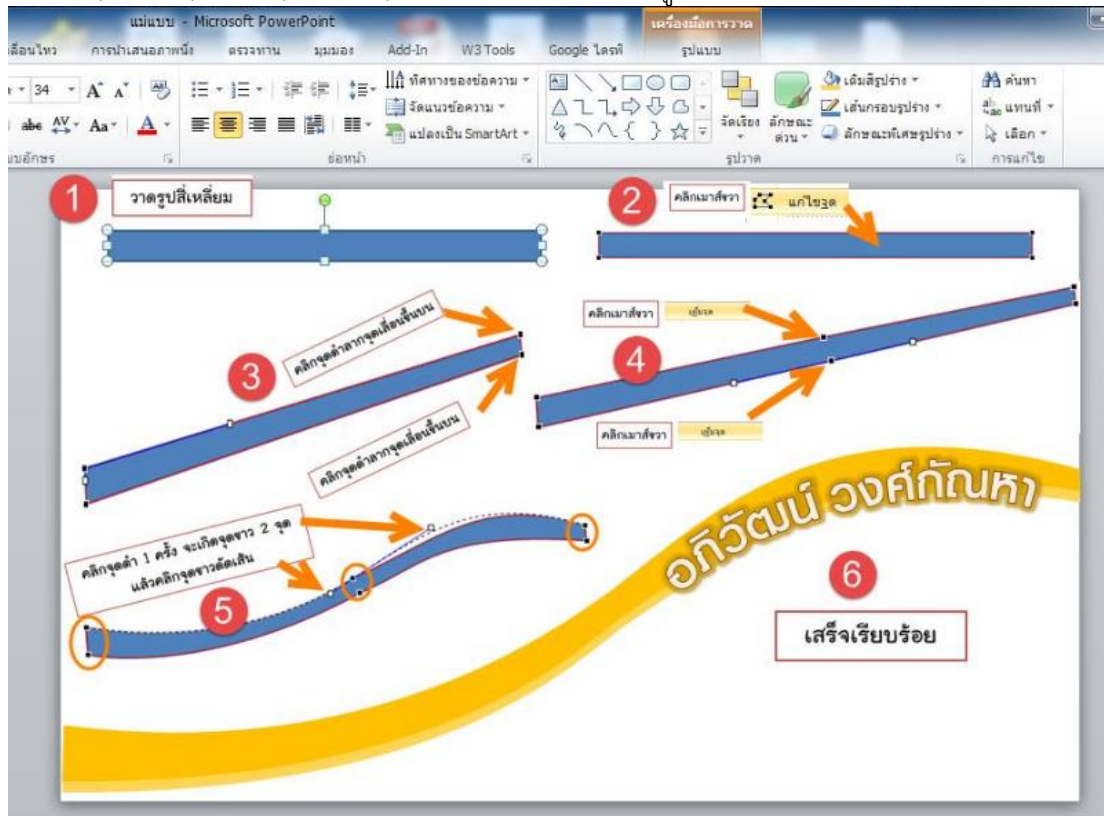 แม่แบบ - Microsoft PowerPoint
เครื่องมือการวาด
การนำเสนอภาพนิ่ง ตรวจทาน มุมมอง Add-In W3 Tools Google ไดรฟ์ รูปแบบ
34 A A Aa
ทิศทางของข้อความ
จัดแนวข้อความ
แปลงเป็น SmartArt
abe AV Aa A
จัดเรียง
ลักษณะด่วน
เติมสีรูปร่าง
เส้นกรอบรูปร่าง
ลักษณะพิเศษรูปร่าง
ค้นหา
แทนที่
เลือก
ย่อหน้า
รูปวาด
การแก้ไข
1
วาดรูปสี่เหลี่ยม
2
คลิกเมาส์ขวา
แก้ไขจุด
3
คลิกจุดดำลากจุดเลื่อนขึ้นบน
คลิกจุดดำลากจุดเลื่อนขึ้นบน
4
คลิกเมาส์ขวา
เพิ่มจุด
คลิกเมาส์ขวา
เพิ่มจุด
คลิกจุดดำ 1 ครั้ง จะเกิดจุดขาว 2 จุด
แล้วคลิกจุดขาวดัดเส้น
5
อภิวัฒน์ วงศ์กัณหา
6
เสร็จเรียบร้อย